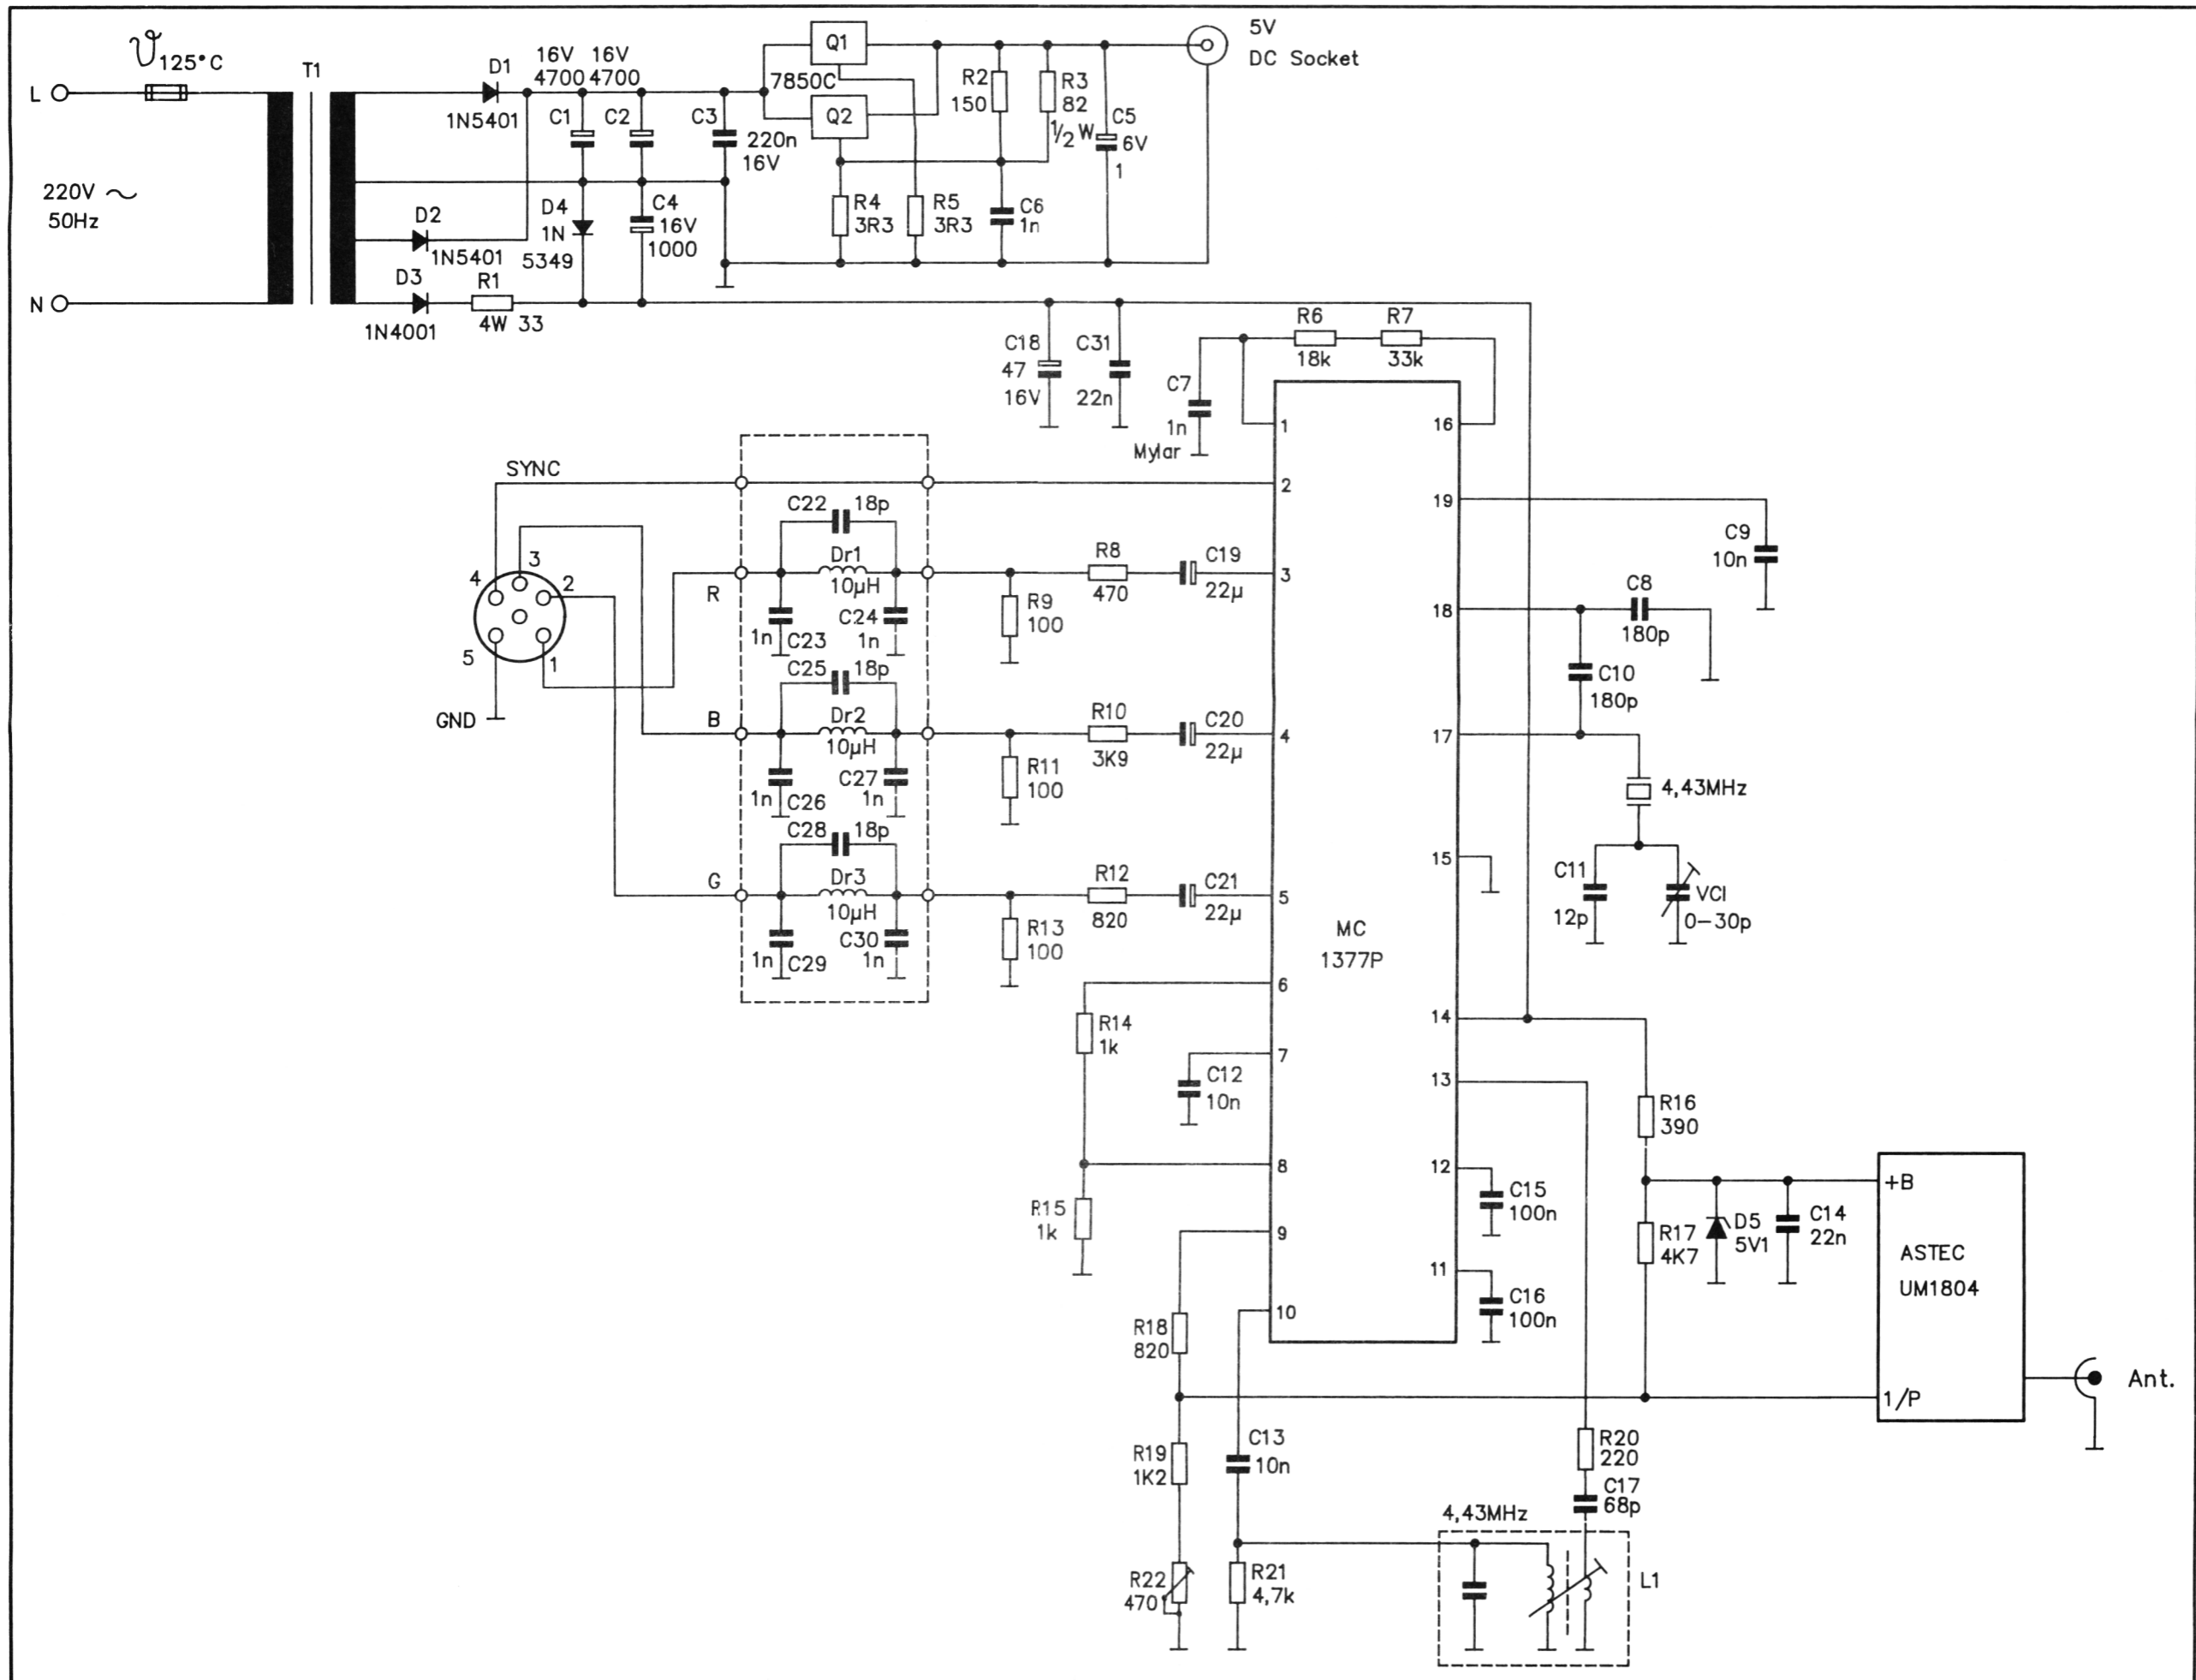 ϑ125°C
L
N
220V ~
50Hz
T1
D1
1N5401
16V 16V
4700 4700
C1
C2
C3
220n
16V
7850C
Q1
Q2
R2
150
R3
82
1/2 W
C5
6V
1
5V
DC Socket
R4
3R3
R5
3R3
C6
1n
D2
1N5401
D4
1N
5349
C4
16V
1000
D3
1N4001
R1
4W 33
C18
47
16V
C31
22n
C7
1n
Mylar
R6
18k
R7
33k
SYNC
3
4
2
5
1
GND
R
B
G
C22 18p
Dr1
10µH
1n C23
C24
1n
C25 18p
Dr2
10µH
1n C26
C27
1n
C28 18p
Dr3
10µH
1n C29
C30
1n
R8
470
R9
100
C19
22µ
R10
3K9
R11
100
C20
22µ
R12
820
R13
100
C21
22µ
1
2
3
4
5
6
7
8
9
10
MC
1377P
16
19
18
17
15
14
13
12
11
C9
10n
C8
180p
C10
180p
4,43MHz
C11
12p
VCI
0-30p
R14
1k
C12
10n
R15
1k
R16
390
R17
4K7
D5
5V1
C14
22n
C15
100n
C16
100n
+B
ASTEC
UM1804
1/P
Ant.
R18
820
R19
1K2
C13
10n
R20
220
C17
68p
4,43MHz
R22
470
R21
4,7k
L1